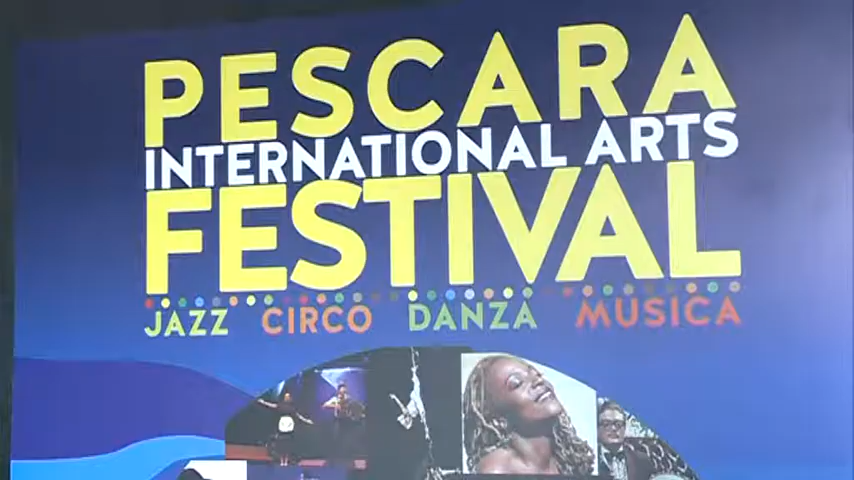 PESCARA
INTERNATIONAL ARTS
FESTIVAL
JAZZ CIRCO DANZA MUSICA